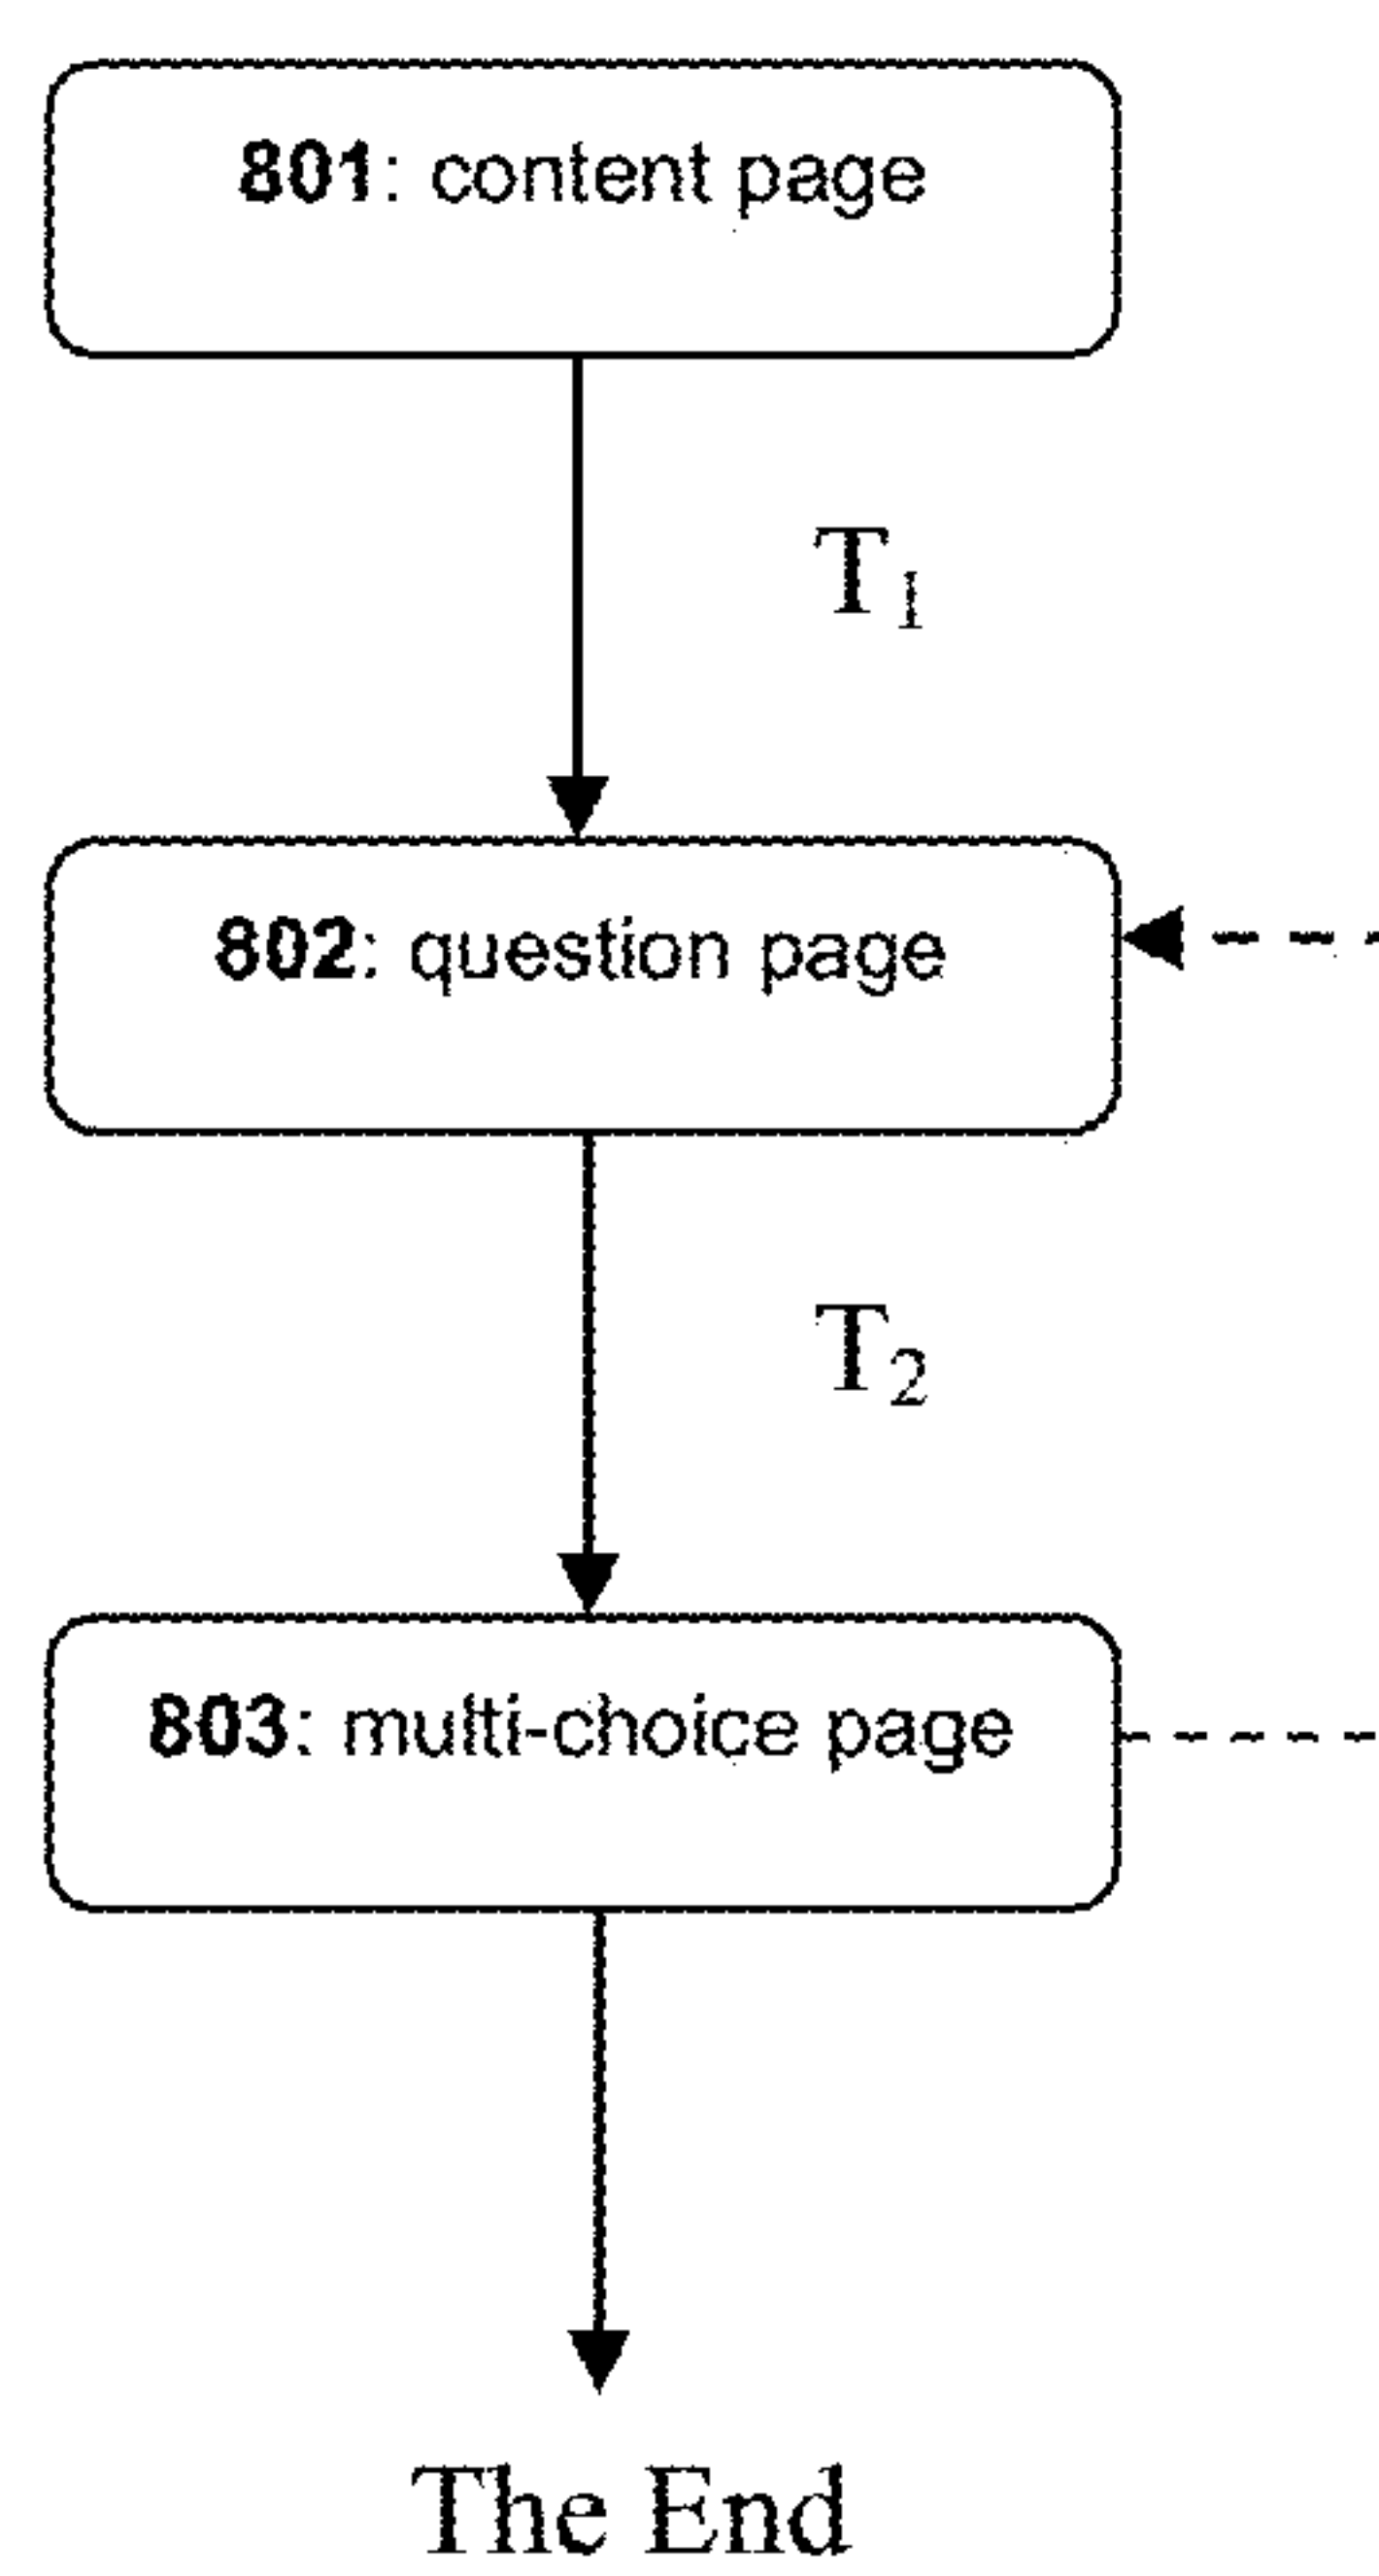 801: content page
T1
802: question page
T2
803: multi-choice page
The End